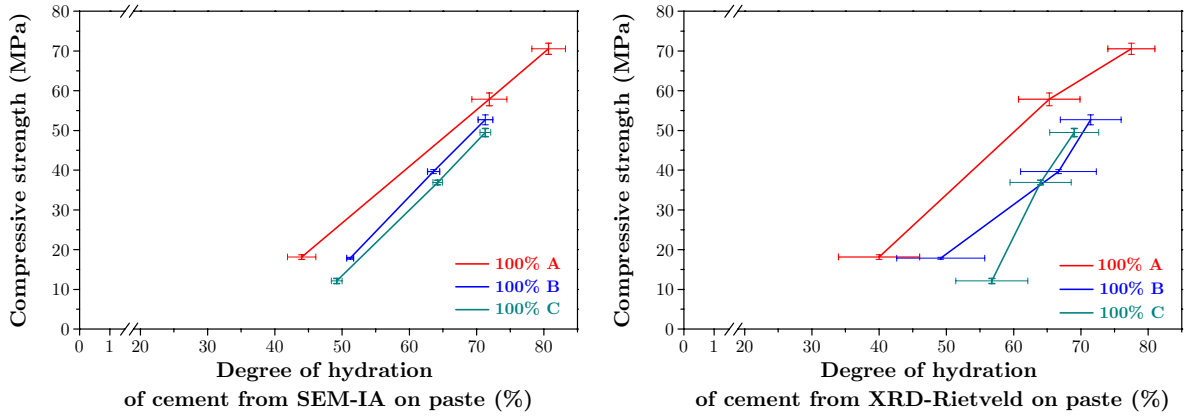 Compressive strength (MPa)
80
70
60
50
40
30
20
10
0
0 1 20 30 40 50 60 70 80
100% A
100% B
100% C
Degree of hydration
of cement from SEM-IA on paste (%)
Compressive strength (MPa)
80
70
60
50
40
30
20
10
0
0 1 20 30 40 50 60 70 80
100% A
100% B
100% C
Degree of hydration
of cement from XRD-Rietveld on paste (%)